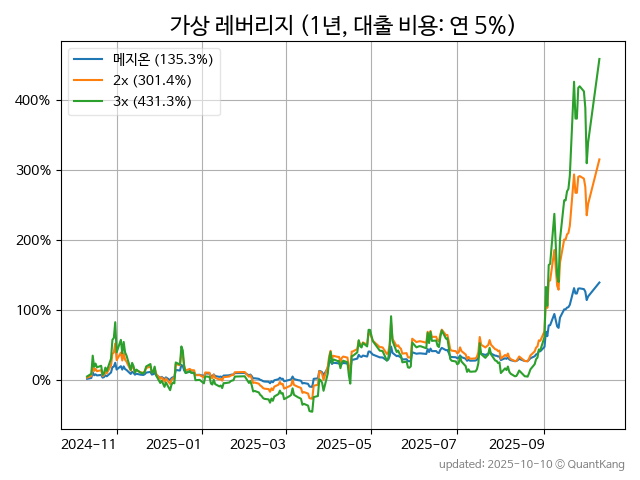 가상 레버리지 (1년, 대출 비용: 연 5%)
메지온 (135.3%)
2x (301.4%)
3x (431.3%)
400%
300%
200%
100%
0%
2024-11 2025-01 2025-03 2025-05 2025-07 2025-09
updated: 2025-10-10 © QuantKang